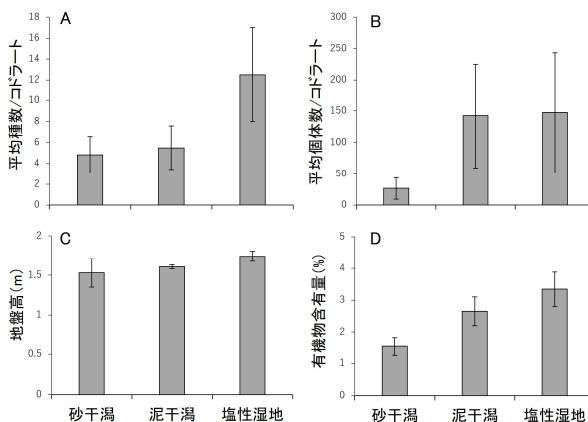 A
平均種数/コドラート
18
16
14
12
10
8
6
4
2
0
B
平均個体数/コドラート
300
250
200
150
100
50
0
C
地盤高(m)
2
1.5
1
0.5
0
砂干潟 泥干潟 塩性湿地
D
有機物含有量(%)
5
4
3
2
1
0
砂干潟 泥干潟 塩性湿地